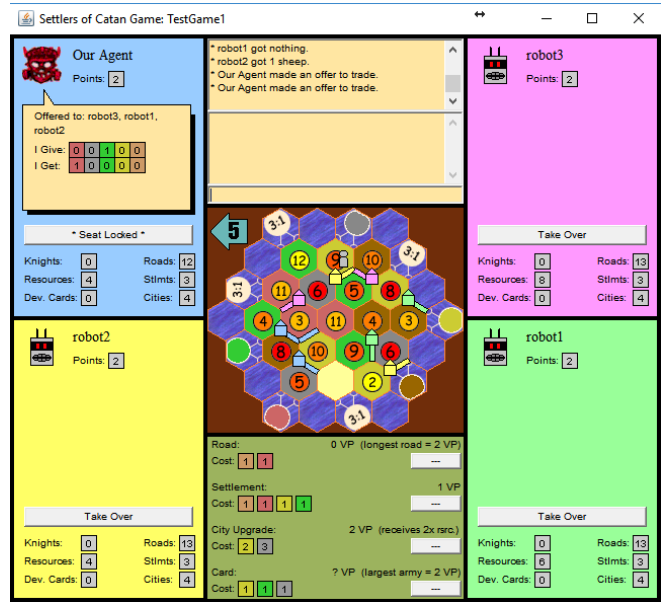 Settlers of Catan Game: TestGame1
Our Agent
Points: 2
Offered to: robot3, robot1,
robot2
I Give: 0 0 1 0 0
I Get: 1 0 0 0 0
* Seat Locked *
Knights: 0 Roads: 12
Resources: 4 Stlmts: 3
Dev. Cards: 0 Cities: 4
* robot1 got nothing.
* robot2 got 1 sheep.
* Our Agent made an offer to trade.
* Our Agent made an offer to trade.
robot3
Points: 2
Take Over
Knights: 0 Roads: 13
Resources: 8 Stlmts: 3
Dev. Cards: 0 Cities: 4
5
3:1
3:1
12 9 10
3:1
11 6 5 8
4 3 11 4 3
8 10 9 6
5 2
3:1
robot2
Points: 2
Take Over
Knights: 0 Roads: 13
Resources: 4 Stlmts: 3
Dev. Cards: 0 Cities: 4
Road: 0 VP (longest road = 2 VP)
Cost: 1 1 ---
Settlement: 1 VP
Cost: 1 1 1 1 ---
City Upgrade: 2 VP (receives 2x rsrc.)
Cost: 2 3 ---
Card: ? VP (largest army = 2 VP)
Cost: 1 1 1 ---
robot1
Points: 2
Take Over
Knights: 0 Roads: 13
Resources: 6 Stlmts: 3
Dev. Cards: 0 Cities: 4